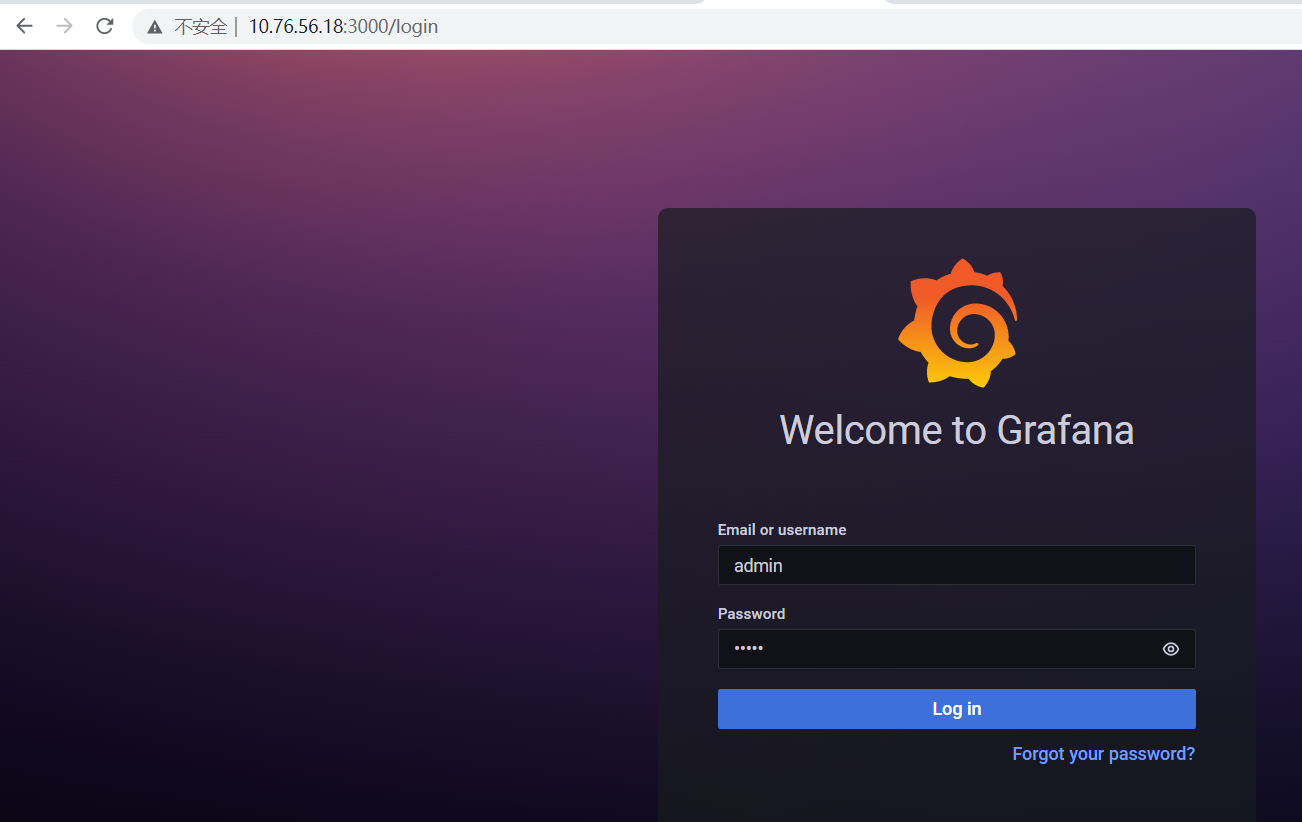 不安全 | 10.76.56.18:3000/login
Welcome to Grafana
Email or username
admin
Password
•••••
Log in
Forgot your password?